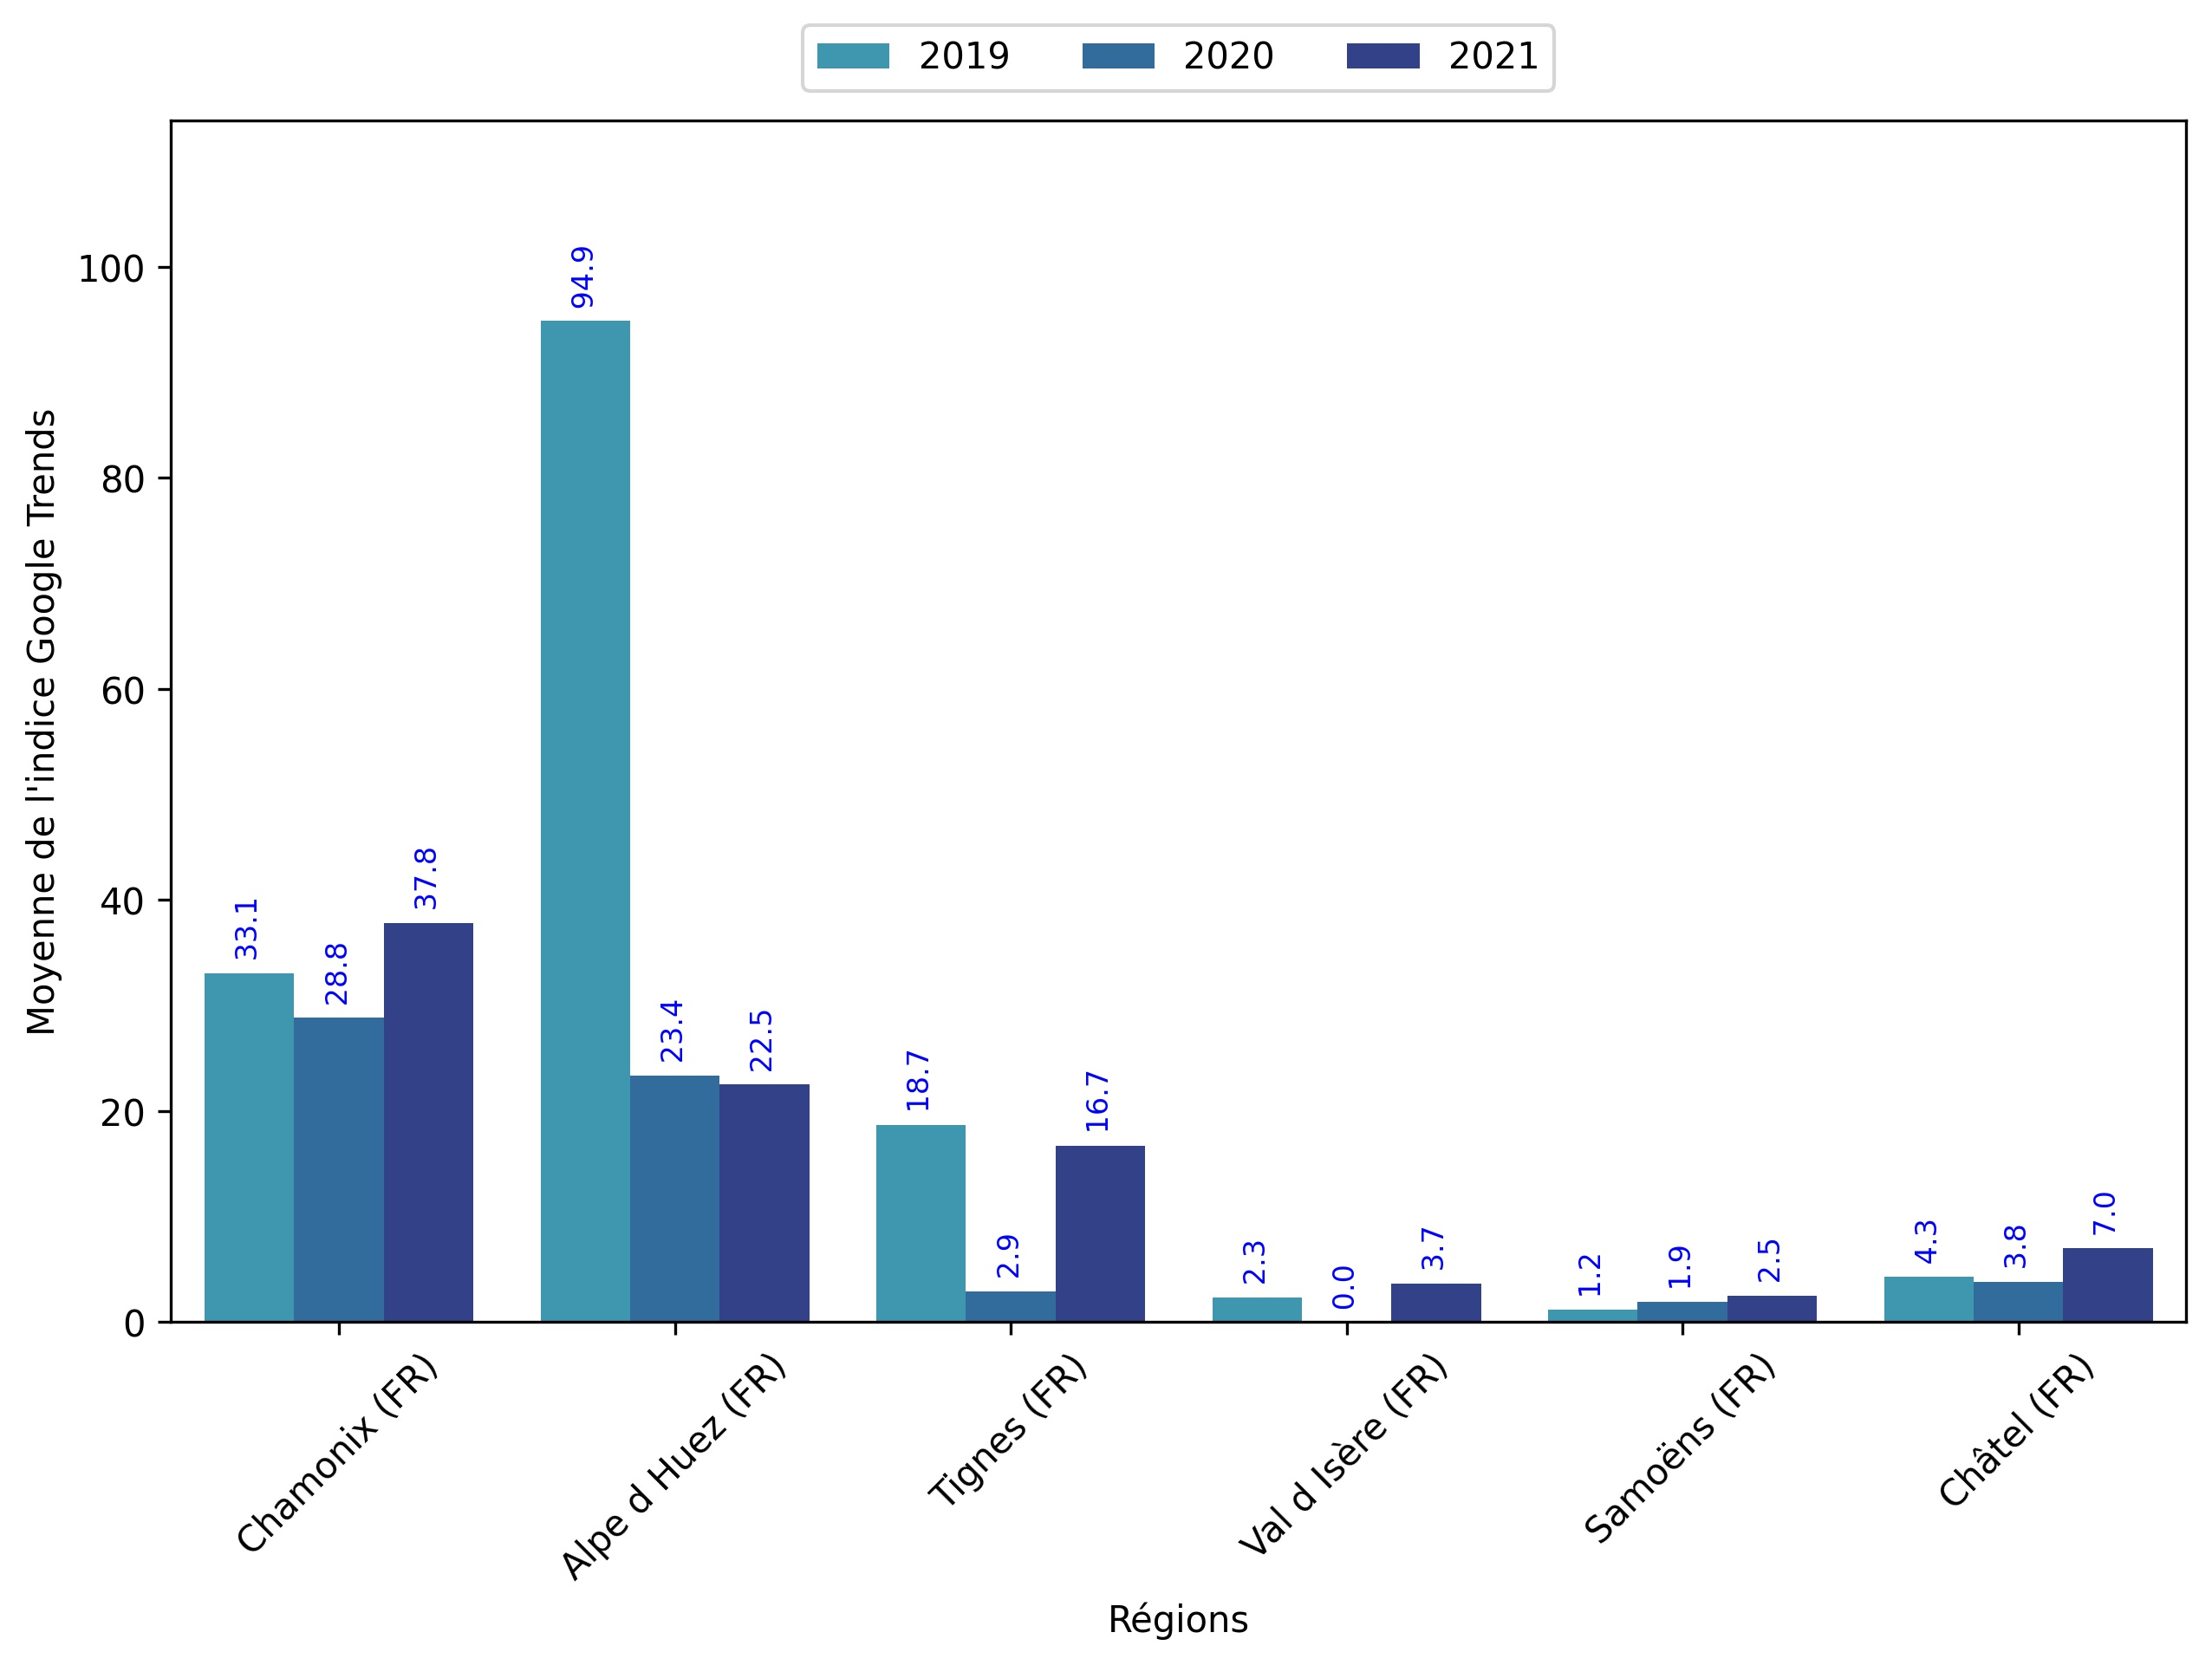 2019 2020 2021
Moyenne de l'indice Google Trends
100
80
60
40
20
0
33.1 28.8 37.8
94.9 23.4 22.5
18.7 2.9 16.7
2.3 0.0 3.7
1.2 1.9 2.5
4.3 3.8 7.0
Chamonix (FR)
Alpe d Huez (FR)
Tignes (FR)
Val d Isère (FR)
Samoëns (FR)
Châtel (FR)
Régions